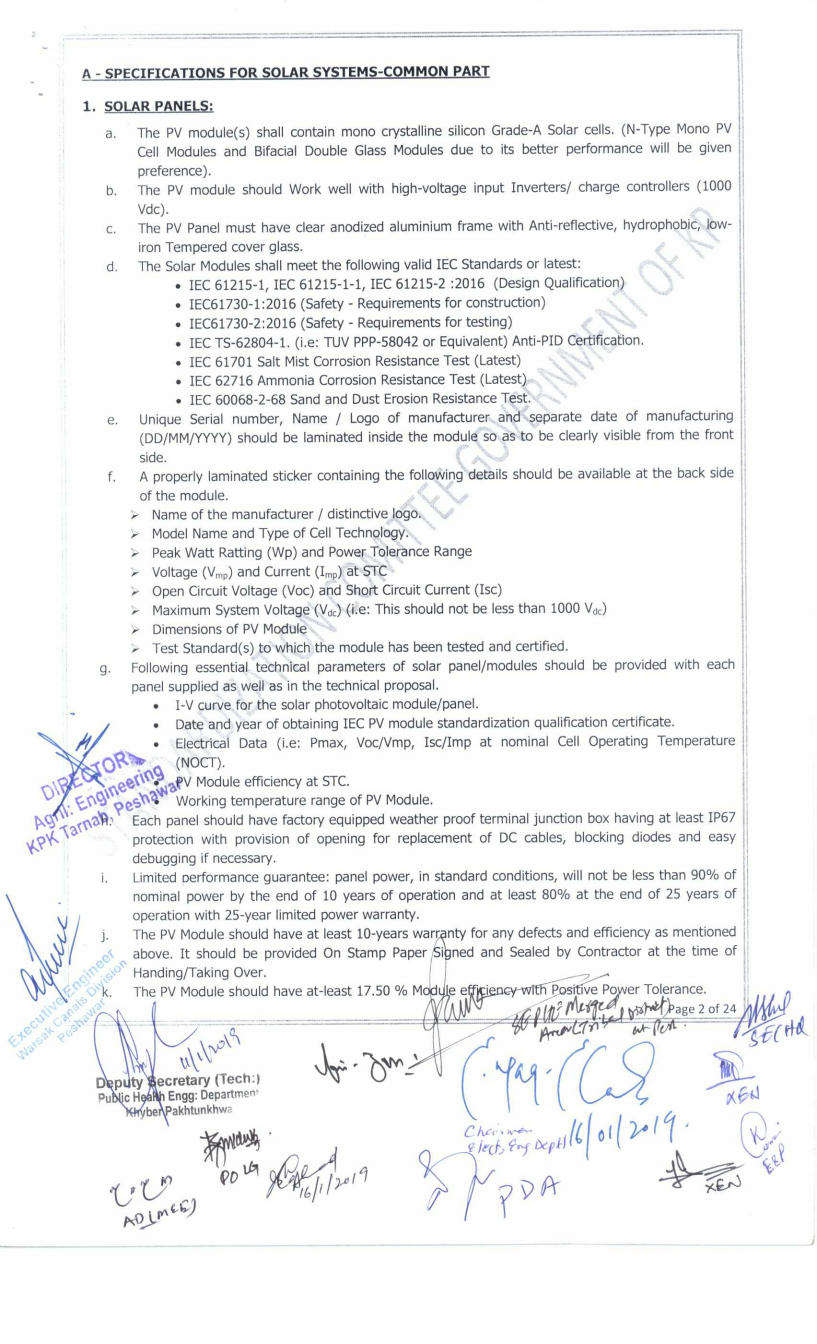 A - SPECIFICATIONS FOR SOLAR SYSTEMS-COMMON PART
1. SOLAR PANELS:
a. The PV module(s) shall contain mono crystalline silicon Grade-A Solar cells. (N-Type Mono PV
Cell Modules and Bifacial Double Glass Modules due to its better performance will be given
preference).
b. The PV module should Work well with high-voltage input Inverters/ charge controllers (1000
Vdc).
c. The PV Panel must have clear anodized aluminium frame with Anti-reflective, hydrophobic, low-
iron Tempered cover glass.
d. The Solar Modules shall meet the following valid IEC Standards or latest:
• IEC 61215-1, IEC 61215-1-1, IEC 61215-2 :2016 (Design Qualification)
• IEC61730-1:2016 (Safety - Requirements for construction)
• IEC61730-2:2016 (Safety - Requirements for testing)
• IEC TS-62804-1. (i.e: TUV PPP-58042 or Equivalent) Anti-PID Certification.
• IEC 61701 Salt Mist Corrosion Resistance Test (Latest)
• IEC 62716 Ammonia Corrosion Resistance Test (Latest)
• IEC 60068-2-68 Sand and Dust Erosion Resistance Test.
e. Unique Serial number, Name / Logo of manufacturer and separate date of manufacturing
(DD/MM/YYYY) should be laminated inside the module so as to be clearly visible from the front
side.
f. A properly laminated sticker containing the following details should be available at the back side
of the module.
➢ Name of the manufacturer / distinctive logo.
➢ Model Name and Type of Cell Technology.
➢ Peak Watt Ratting (Wp) and Power Tolerance Range
➢ Voltage (Vmp) and Current (Imp) at STC
➢ Open Circuit Voltage (Voc) and Short Circuit Current (Isc)
➢ Maximum System Voltage (Vdc) (i.e: This should not be less than 1000 Vdc)
➢ Dimensions of PV Module
➢ Test Standard(s) to which the module has been tested and certified.
g. Following essential technical parameters of solar panel/modules should be provided with each
panel supplied as well as in the technical proposal.
• I-V curve for the solar photovoltaic module/panel.
• Date and year of obtaining IEC PV module standardization qualification certificate.
• Electrical Data (i.e: Pmax, Voc/Vmp, Isc/Imp at nominal Cell Operating Temperature
(NOCT).
• PV Module efficiency at STC.
• Working temperature range of PV Module.
h. Each panel should have factory equipped weather proof terminal junction box having at least IP67
protection with provision of opening for replacement of DC cables, blocking diodes and easy
debugging if necessary.
i. Limited performance guarantee: panel power, in standard conditions, will not be less than 90% of
nominal power by the end of 10 years of operation and at least 80% at the end of 25 years of
operation with 25-year limited power warranty.
j. The PV Module should have at least 10-years warranty for any defects and efficiency as mentioned
above. It should be provided On Stamp Paper Signed and Sealed by Contractor at the time of
Handing/Taking Over.
k. The PV Module should have at-least 17.50 % Module efficiency with Positive Power Tolerance.
Page 2 of 24
COMMITTEE GOVERNMENT OF KP
DIRECTOR
Agril: Engineering
KPK Tarnab Peshawar
Executive Engineer
Warsak Canals Division
Peshawar
Merged
SE(HQ
11/1/2019
Deputy Secretary (Tech:)
Public Health Engg: Department
Khyber Pakhtunkhwa
XEN
Chairman
Elect, Eng Deptt 16/01/2019.
PO LG
16/1/2019
PDA
XEN
E&P
AD(M&E)